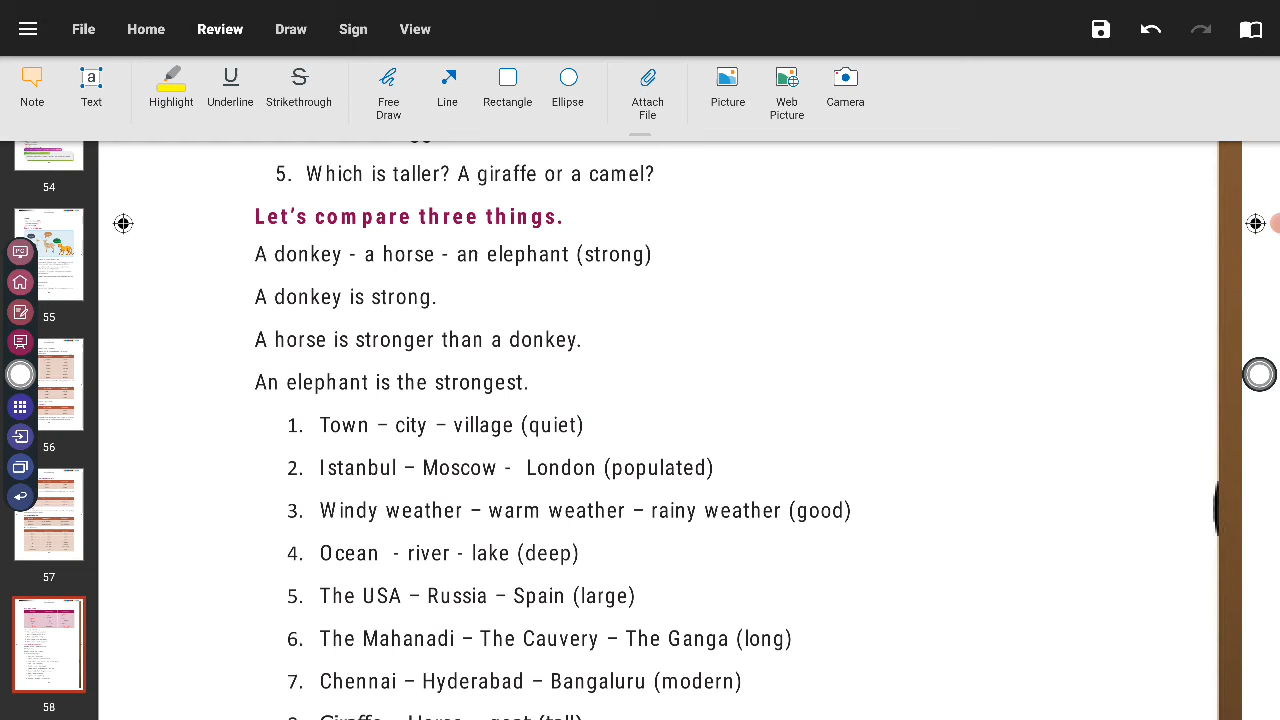 File Home Review Draw Sign View
Note Text Highlight Underline Strikethrough Free Draw Line Rectangle Ellipse Attach File Picture Web Picture Camera
54
55
56
57
58
5. Which is taller? A giraffe or a camel?
Let's compare three things.
A donkey - a horse - an elephant (strong)
A donkey is strong.
A horse is stronger than a donkey.
An elephant is the strongest.
1. Town – city – village (quiet)
2. Istanbul – Moscow - London (populated)
3. Windy weather – warm weather – rainy weather (good)
4. Ocean - river - lake (deep)
5. The USA – Russia – Spain (large)
6. The Mahanadi – The Cauvery – The Ganga (long)
7. Chennai – Hyderabad – Bangaluru (modern)